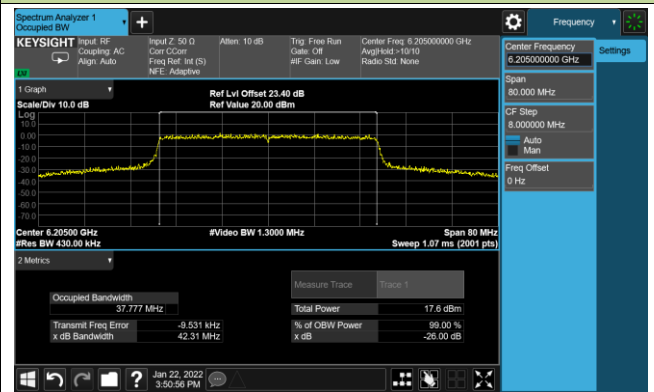 Spectrum Analyzer 1
Occupied BW
Frequency
KEYSIGHT
Input: RF
Coupling: AC
Align: Auto
Input Z: 50 Ω
Corr CCorr
Freq Ref: Int (S)
NFE: Adaptive
Atten: 10 dB
Trig: Free Run
Gate: Off
#IF Gain: Low
Center Freq: 6.205000000 GHz
Avg|Hold:>10/10
Radio Std: None
LXI
Center Frequency
6.205000000 GHz
Settings
Span
80.000 MHz
CF Step
8.000000 MHz
Auto
Man
Freq Offset
0 Hz
1 Graph
Scale/Div 10.0 dB
Ref Lvl Offset 23.40 dB
Ref Value 20.00 dBm
Log
10.0
0.00
-10.0
-20.0
-30.0
-40.0
-50.0
-60.0
-70.0
Center 6.20500 GHz
#Video BW 1.3000 MHz
Span 80 MHz
#Res BW 430.00 kHz
Sweep 1.07 ms (2001 pts)
2 Metrics
Measure Trace
Trace 1
Occupied Bandwidth
37.777 MHz
Total Power
17.6 dBm
Transmit Freq Error
-9.531 kHz
% of OBW Power
99.00 %
x dB Bandwidth
42.31 MHz
x dB
-26.00 dB
Jan 22, 2022
3:50:56 PM